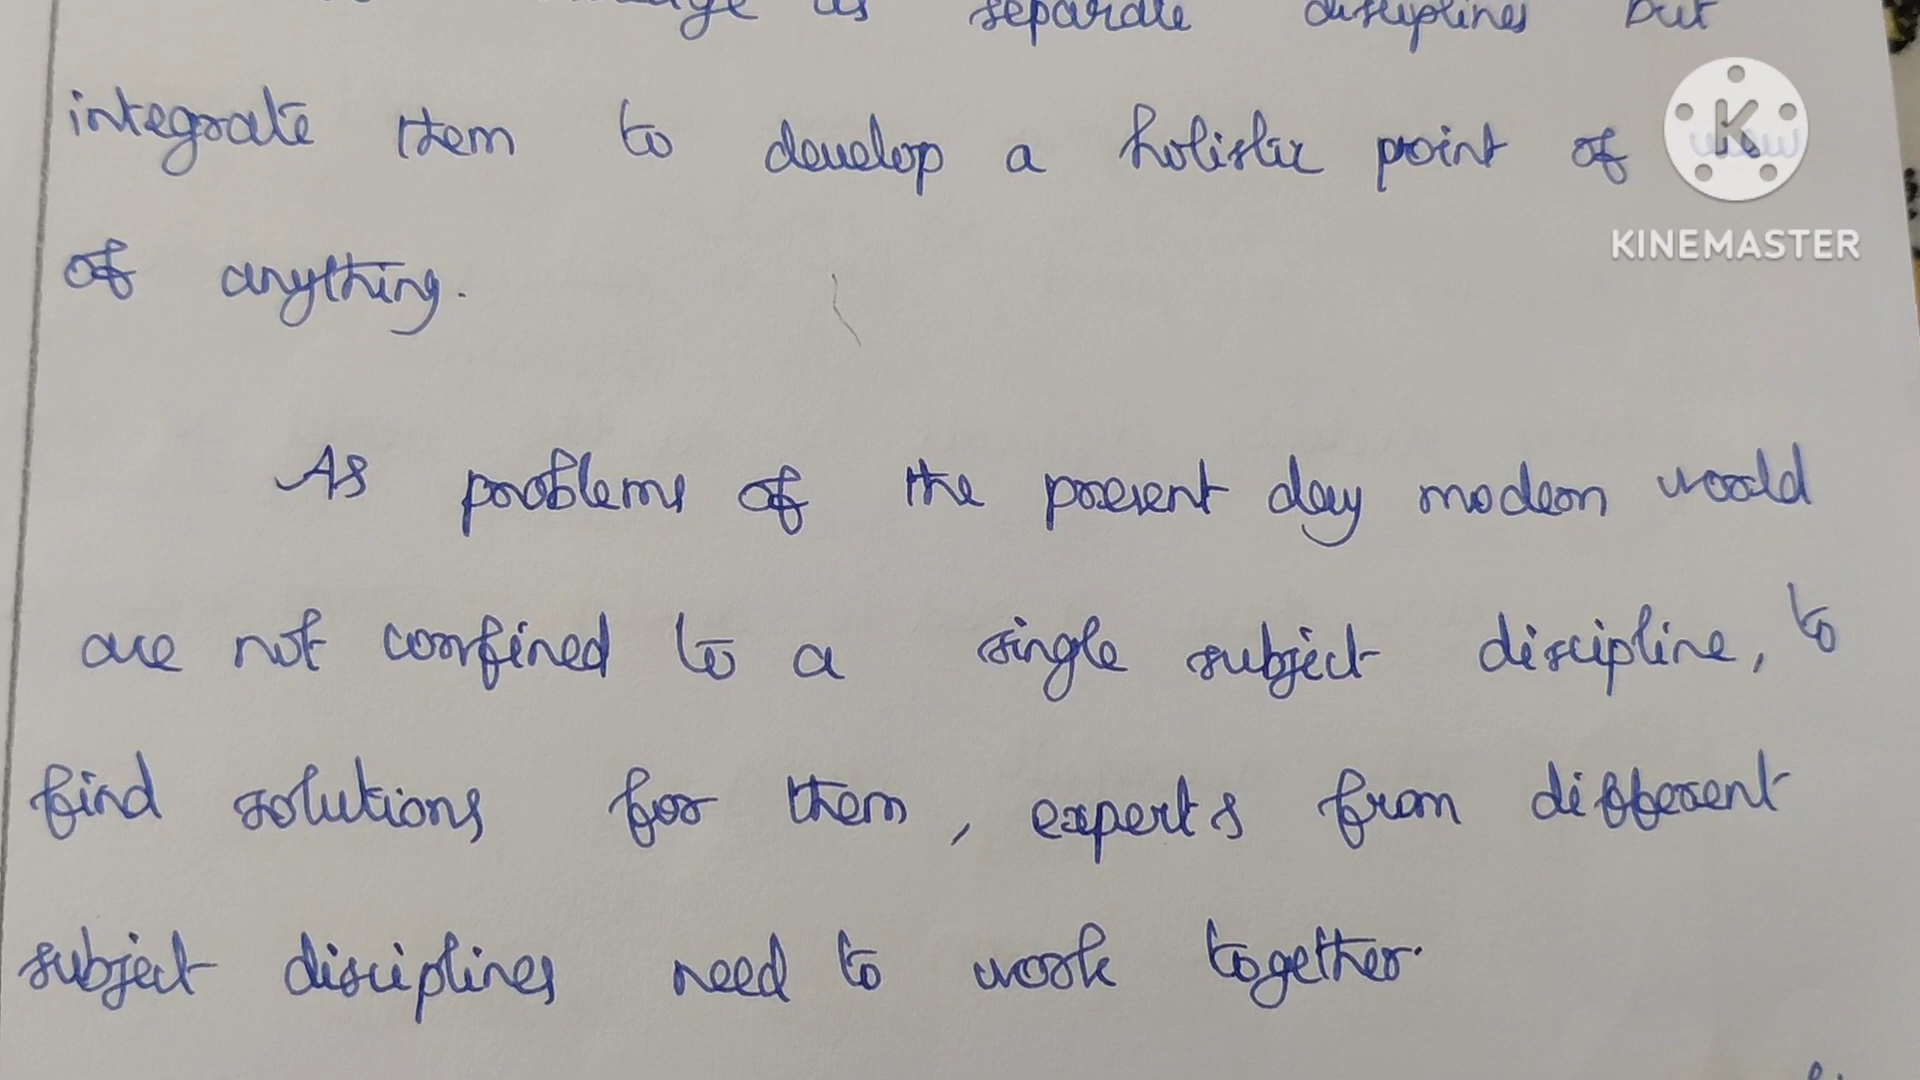 as separate disciplines but
integrate them to develop a holistic point of view
of anything.
KINEMASTER
As problems of the present day modern world
are not confined to a single subject discipline, to
find solutions for them, experts from different
subject disciplines need to work together.